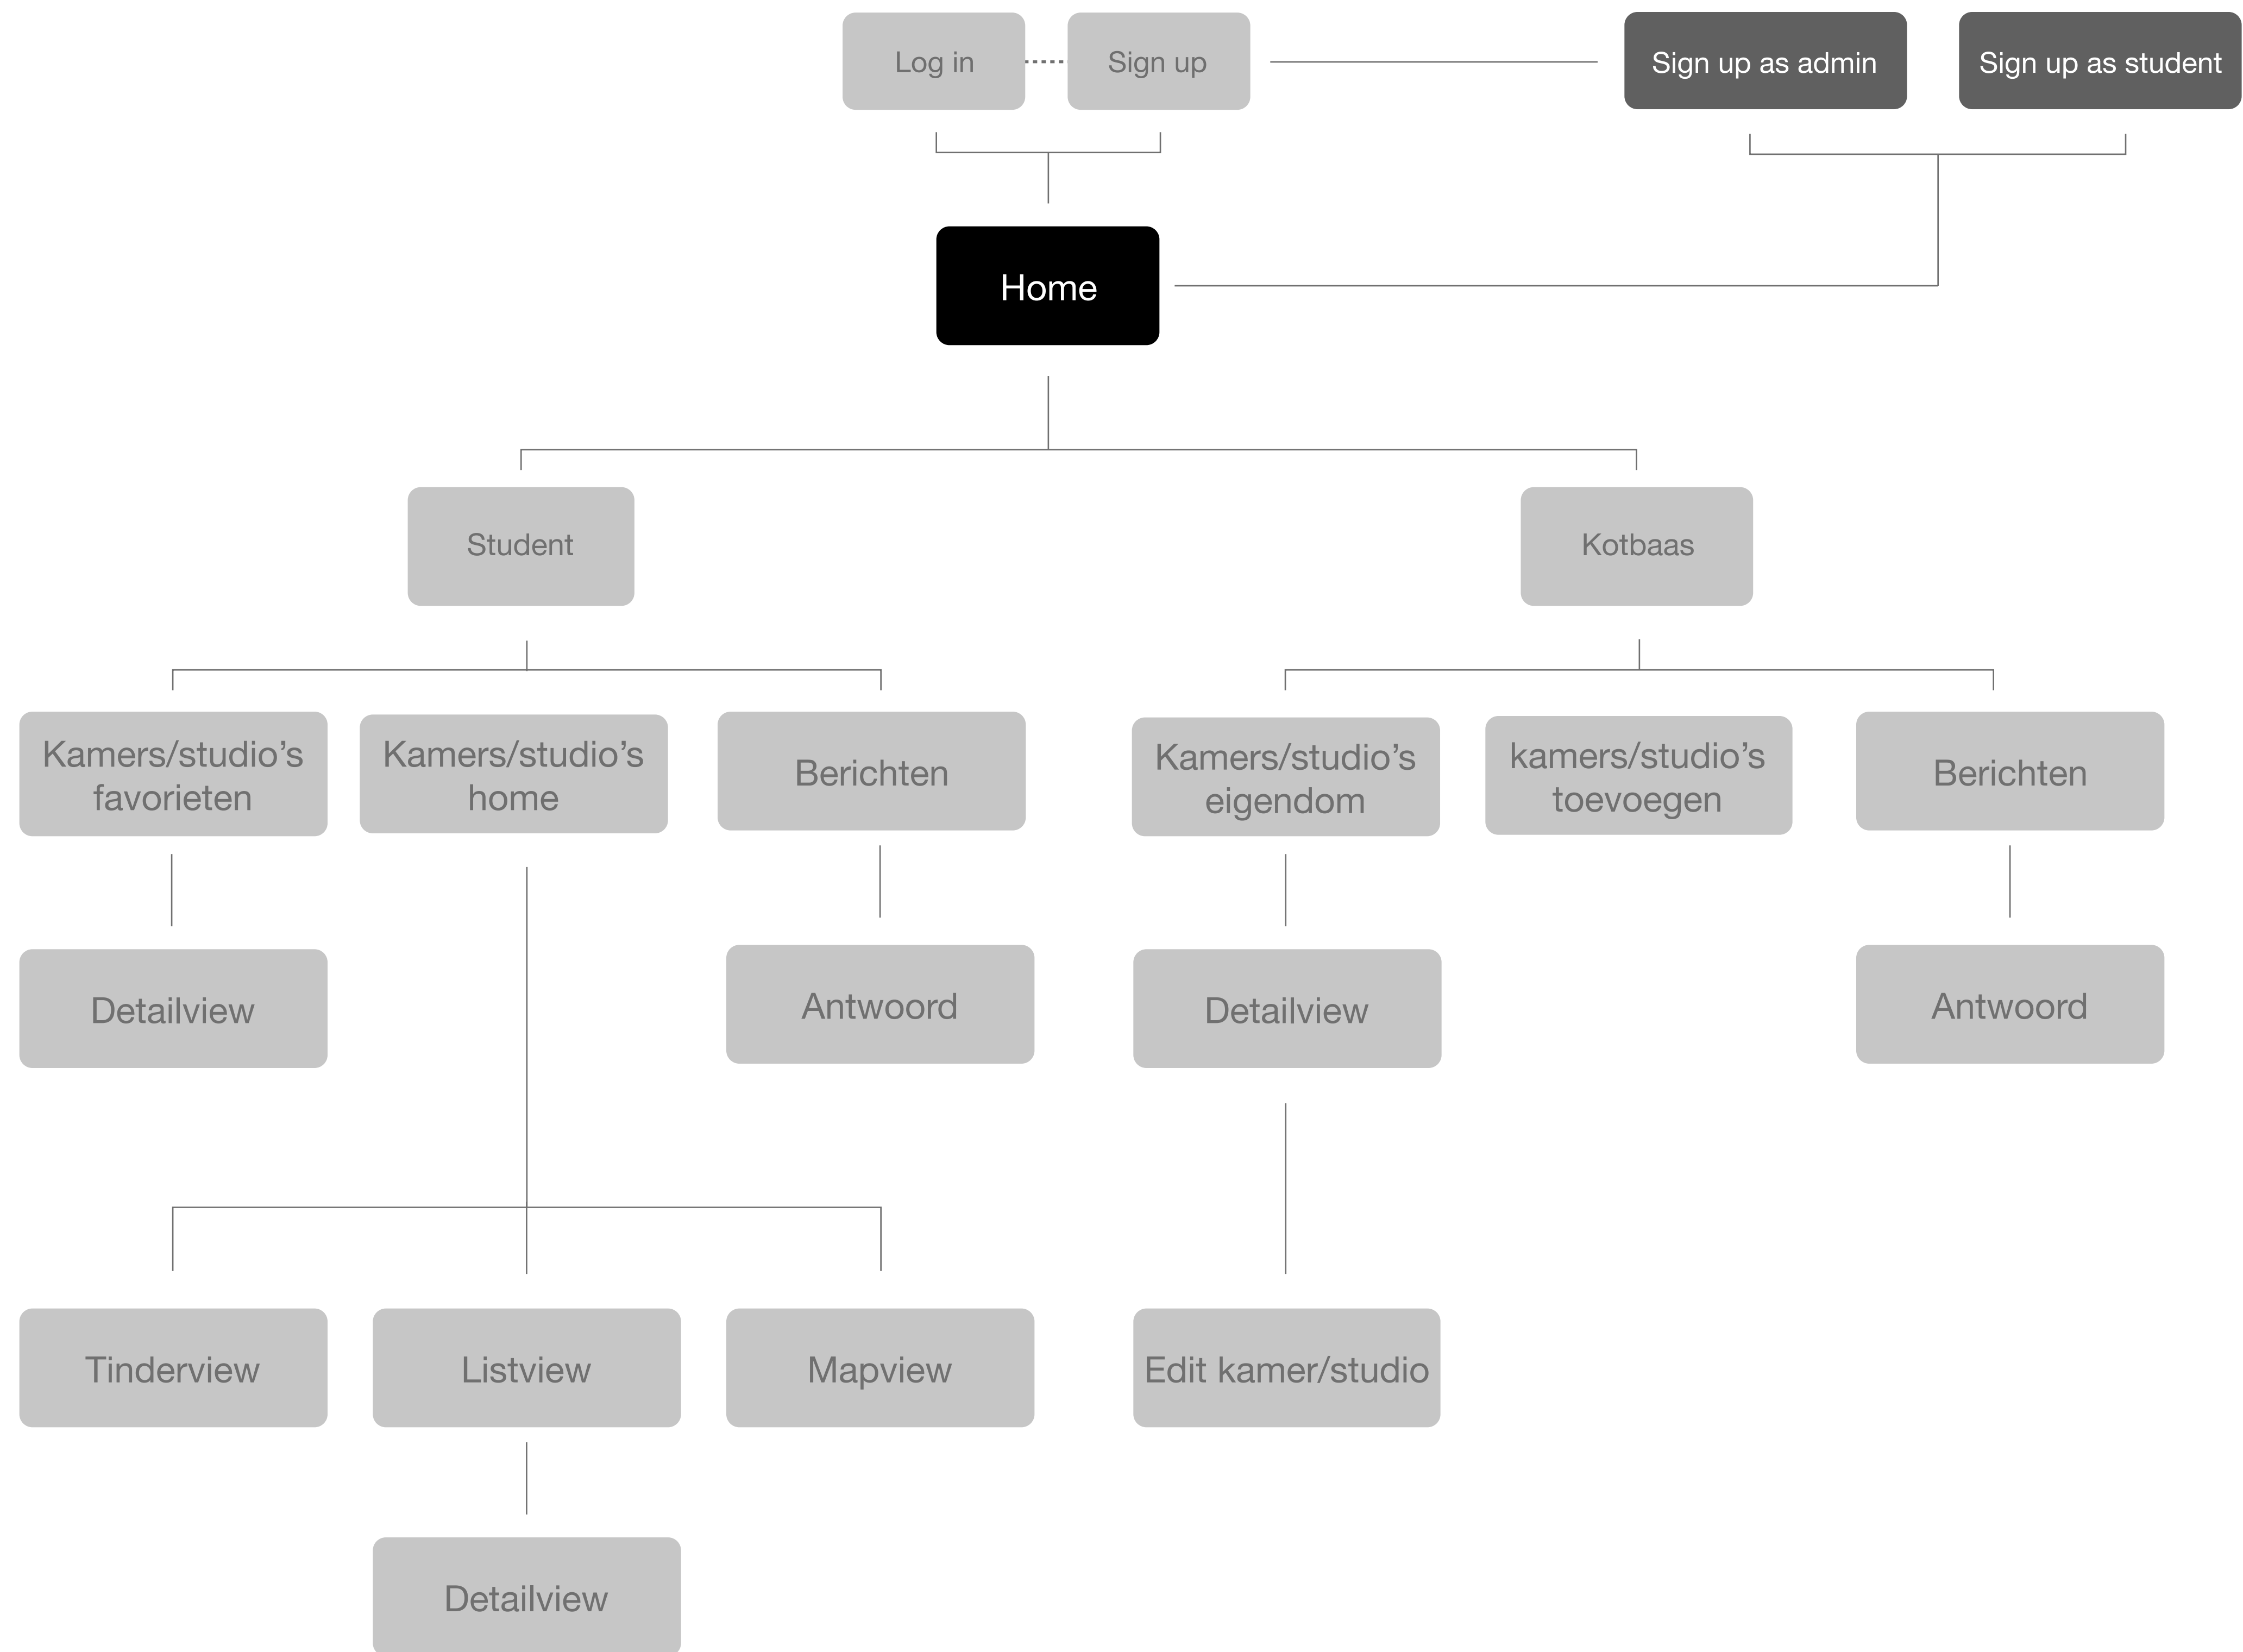 Log in
Sign up
Sign up as admin
Sign up as student
Home
Student
Kotbaas
Kamers/studio’s
favorieten
Kamers/studio’s
home
Berichten
Kamers/studio’s
eigendom
kamers/studio’s
toevoegen
Berichten
Detailview
Antwoord
Detailview
Antwoord
Tinderview
Listview
Mapview
Edit kamer/studio
Detailview